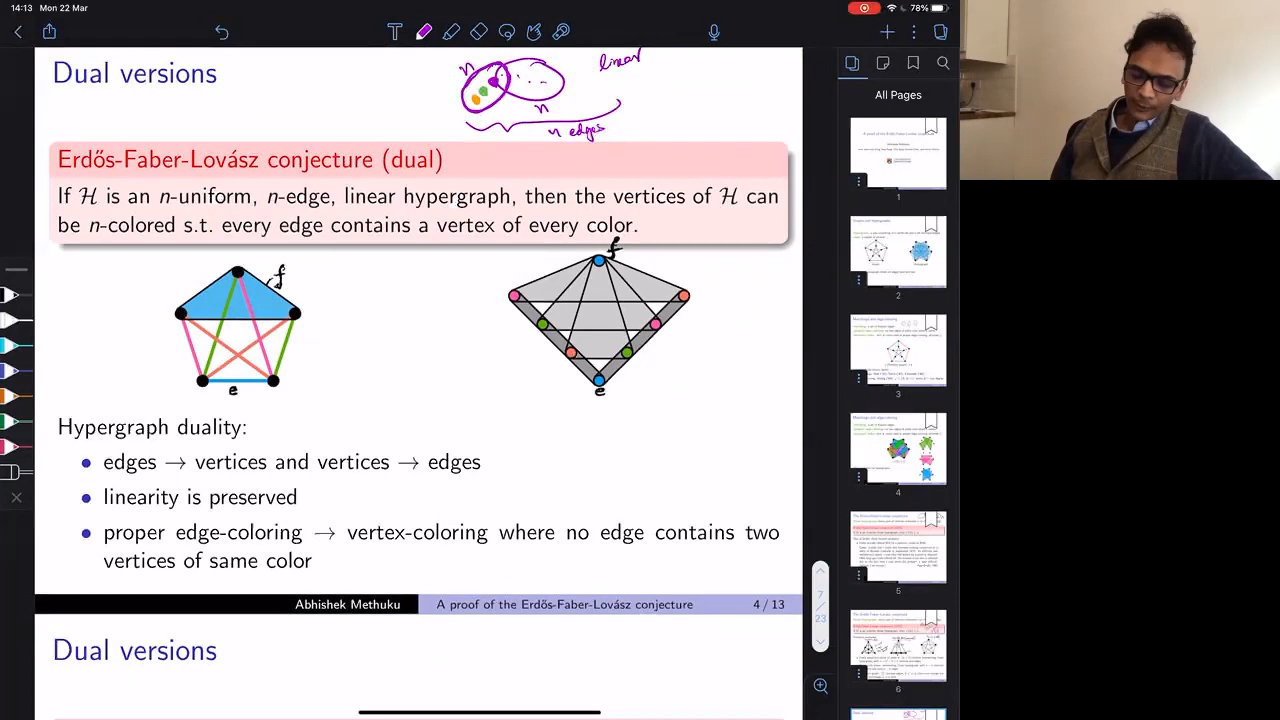 14:13 Mon 22 Mar
78%
All Pages
Dual versions
n
n
n edges
linear
Erdős-Faber-Lovász conjecture (dual)
If H is an n-uniform, n-edge, linear hypergraph, then the vertices of H can
be n-colored s.t. every edge contains a vertex of every color.
f
e
f
e
Hypergraph duality:
edges → vertices and vertices → edges
linearity is preserved
proper edge-coloring → vertex-coloring where no edge contains two
vertices of the same color
Abhishek Methuku
A proof of the Erdős-Faber-Lovász conjecture
4 / 13
Dual versions
1
2
3
4
5
6
7
/
23